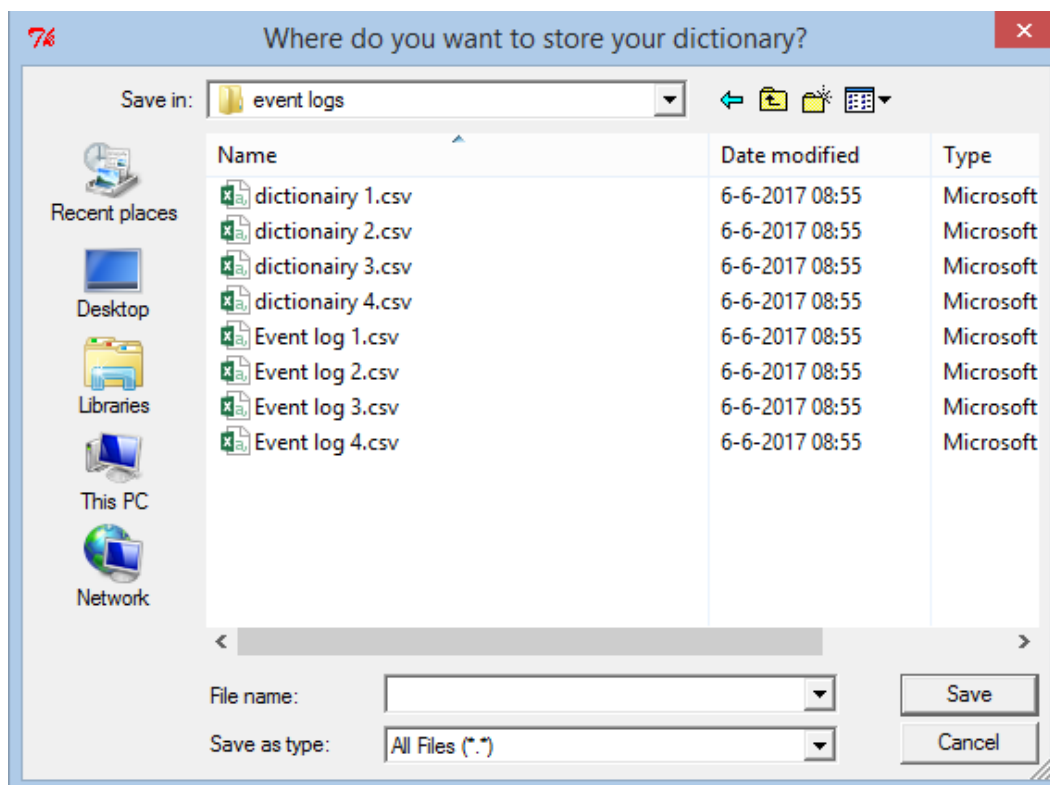 Where do you want to store your dictionary?
Save in: event logs
Name Date modified Type
dictionairy 1.csv 6-6-2017 08:55 Microsoft
dictionairy 2.csv 6-6-2017 08:55 Microsoft
dictionairy 3.csv 6-6-2017 08:55 Microsoft
dictionairy 4.csv 6-6-2017 08:55 Microsoft
Event log 1.csv 6-6-2017 08:55 Microsoft
Event log 2.csv 6-6-2017 08:55 Microsoft
Event log 3.csv 6-6-2017 08:55 Microsoft
Event log 4.csv 6-6-2017 08:55 Microsoft
Recent places
Desktop
Libraries
This PC
Network
File name: Save
Save as type: All Files (*.*) Cancel